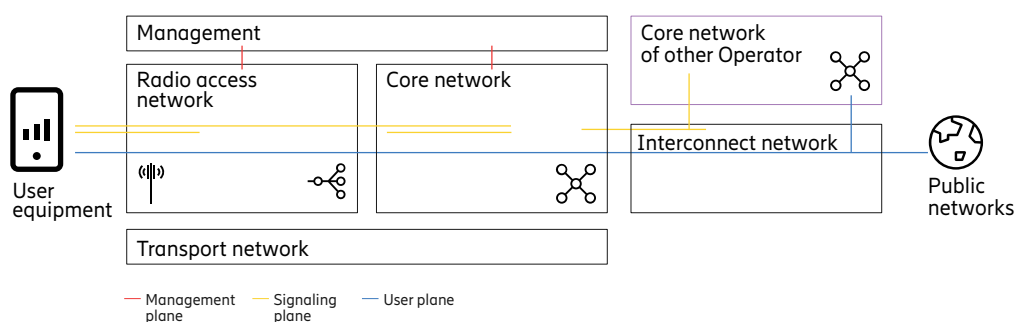 Management
Core network
of other Operator
Radio access
network
Core network
Interconnect network
User
equipment
Public
networks
Transport network
Management
plane
Signaling
plane
User plane